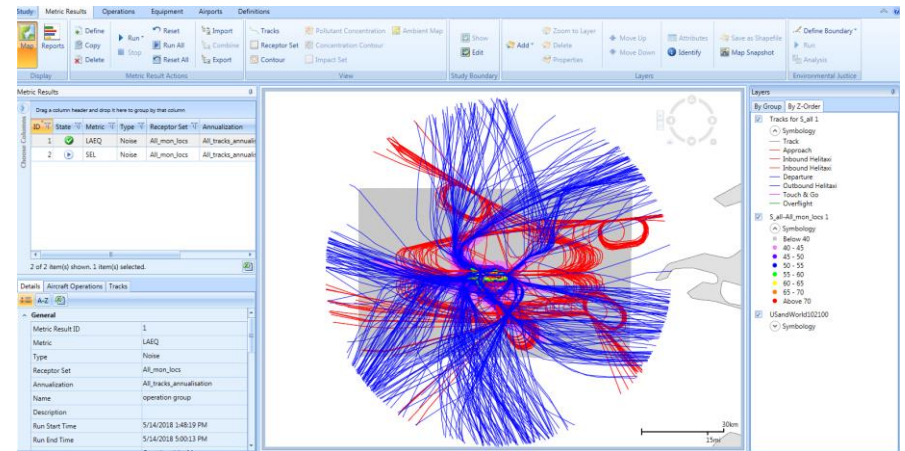 Study: Metric Results Operations Equipment Airports Definitions
Map Reports Define Copy Delete Run Stop Reset Run All Reset All Import Combine Export
Tracks Receptor Set Contour Pollutant Concentration Concentration Contour Impact Set Ambient Map
Show Edit Add Zoom to Layer Delete Properties Move Up Move Down Attributes Identify Save as Shapefile Map Snapshot
Define Boundary Run Analysis
Display Metric Result Actions View Study Boundary Layers Environmental Justice
Metric Results
Drag a column header and drop it here to group by that column
Choose Columns
ID State Metric Type Receptor Set Annualization
1 LAEQ Noise All_mon_locs All_tracks_annualis
2 SEL Noise All_mon_locs All_tracks_annualis
2 of 2 item(s) shown. 1 item(s) selected.
Details Aircraft Operations Tracks
A-Z
General
Metric Result ID 1
Metric LAEQ
Type Noise
Receptor Set All_mon_locs
Annualization All_tracks_annualisation
Name operation group
Description
Run Start Time 5/14/2018 1:48:19 PM
Run End Time 5/14/2018 5:00:13 PM
30km
15mi
Layers
By Group By Z-Order
Tracks for S_all 1
Symbology
Track
Approach
Inbound Helitaxi
Inbound Helitaxi
Departure
Outbound Helitaxi
Touch & Go
Overflight
S_all-All_mon_locs 1
Symbology
Below 40
40 - 45
45 - 50
50 - 55
55 - 60
60 - 65
65 - 70
Above 70
USandWorld102100
Symbology